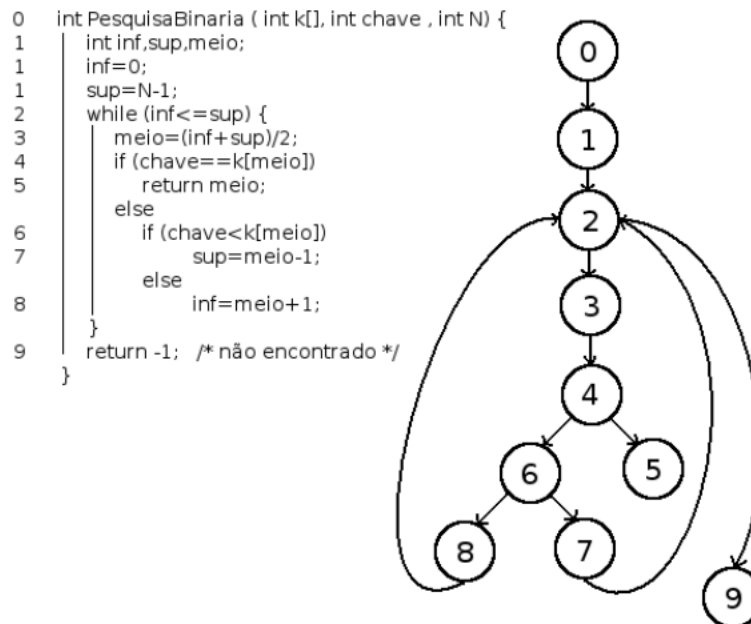 0 int PesquisaBinaria ( int k[], int chave , int N) {
1 int inf,sup,meio;
1 inf=0;
1 sup=N-1;
2 while (inf<=sup) {
3 meio=(inf+sup)/2;
4 if (chave==k[meio])
5 return meio;
else
6 if (chave<k[meio])
7 sup=meio-1;
else
8 inf=meio+1;
}
9 return -1; /* não encontrado */
}
0
1
2
3
4
6
5
8
7
9